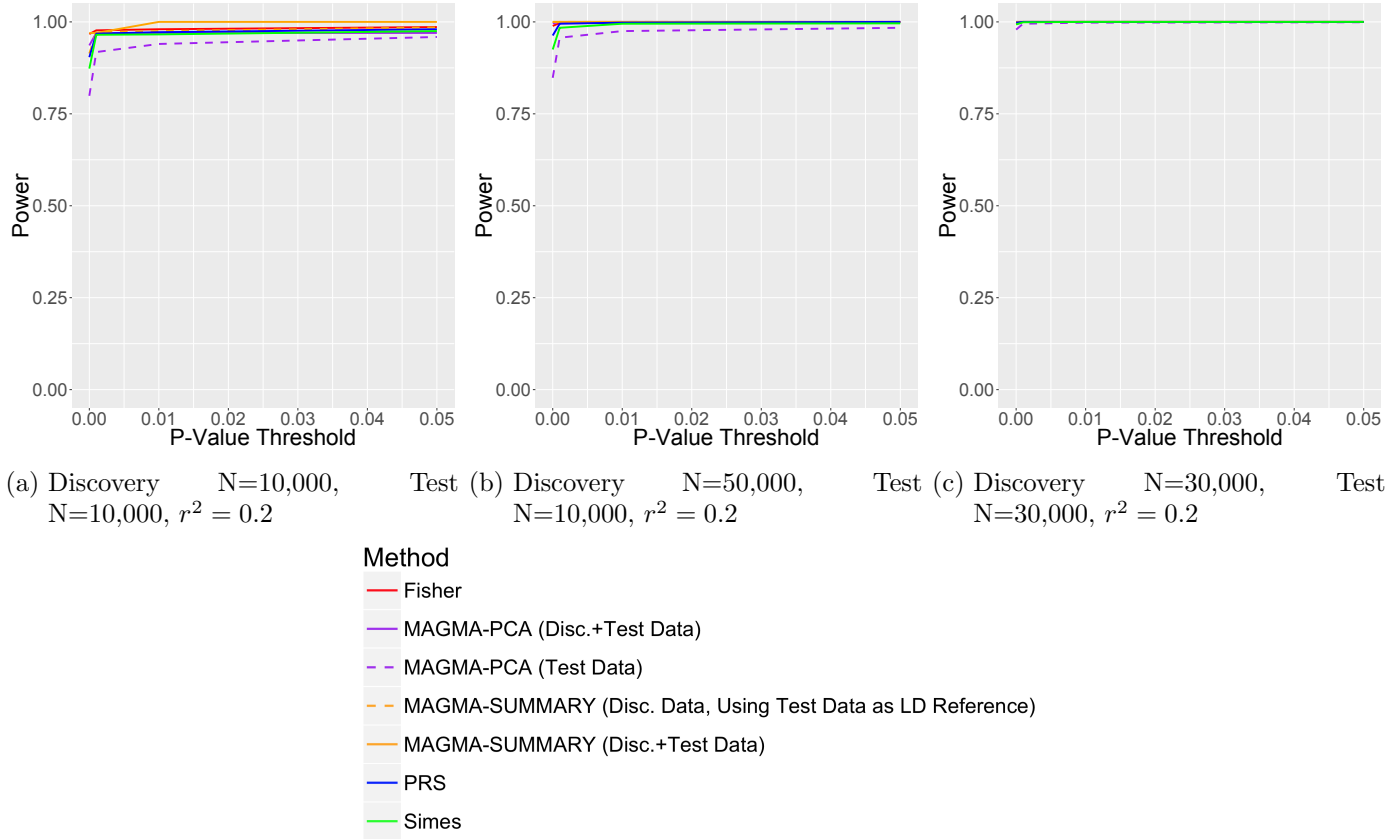 1.00
0.75
0.50
0.25
0.00
Power
0.00 0.01 0.02 0.03 0.04 0.05
P-Value Threshold
1.00
0.75
0.50
0.25
0.00
Power
0.00 0.01 0.02 0.03 0.04 0.05
P-Value Threshold
1.00
0.75
0.50
0.25
0.00
Power
0.00 0.01 0.02 0.03 0.04 0.05
P-Value Threshold
(a) Discovery N=10,000, Test
N=10,000, r² = 0.2
(b) Discovery N=50,000, Test
N=10,000, r² = 0.2
(c) Discovery N=30,000, Test
N=30,000, r² = 0.2
Method
Fisher
MAGMA-PCA (Disc.+Test Data)
MAGMA-PCA (Test Data)
MAGMA-SUMMARY (Disc. Data, Using Test Data as LD Reference)
MAGMA-SUMMARY (Disc.+Test Data)
PRS
Simes